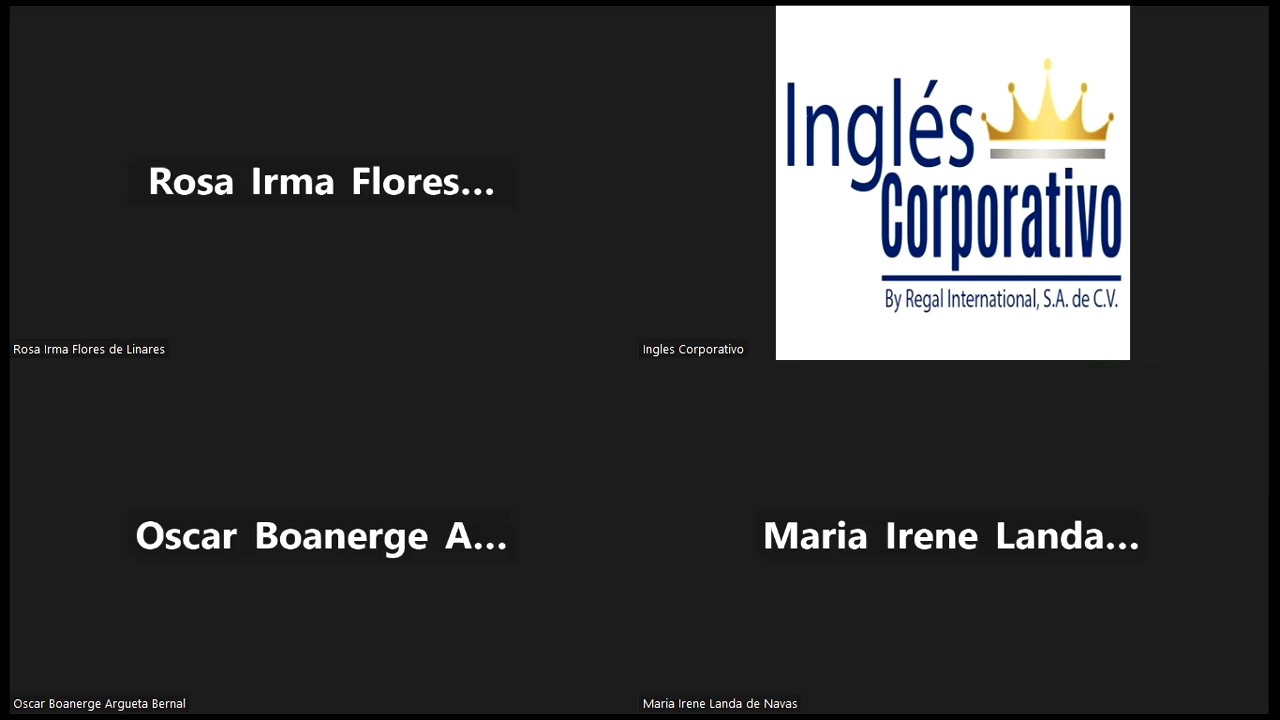 Rosa Irma Flores...
Rosa Irma Flores de Linares
Inglés
Corporativo
By Regal International, S.A. de C.V.
Ingles Corporativo
Oscar Boanerge A...
Oscar Boanerge Argueta Bernal
Maria Irene Landa...
Maria Irene Landa de Navas